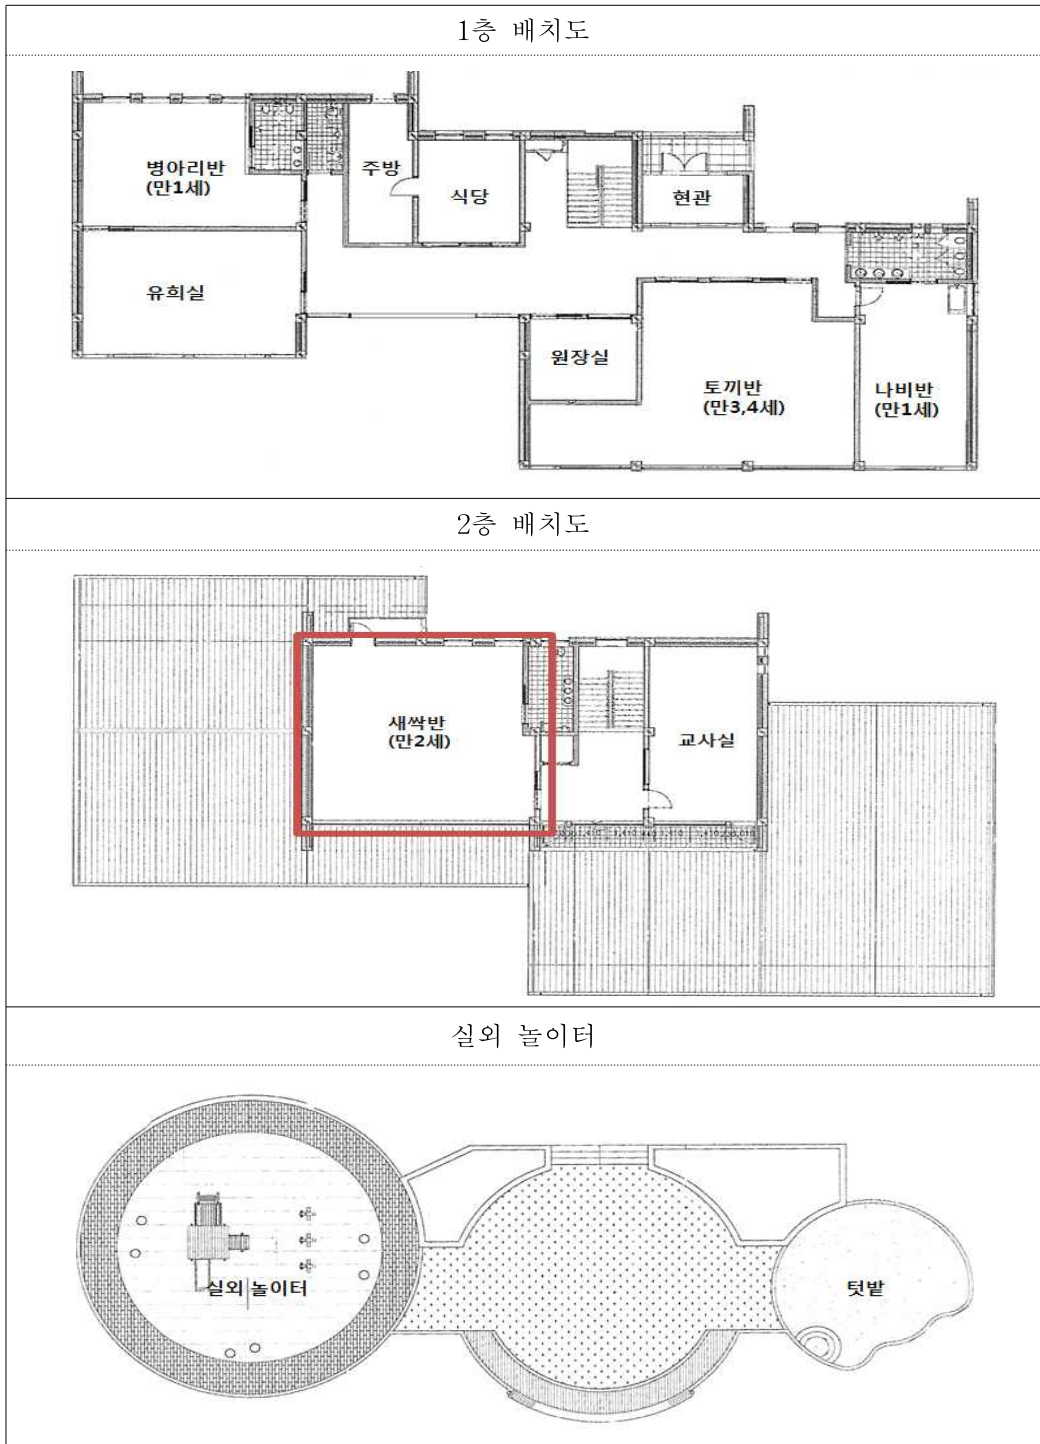 1층 배치도
병아리반
(만1세)
주방
식당
현관
유희실
원장실
토끼반
(만3,4세)
나비반
(만1세)
2층 배치도
새싹반
(만2세)
교사실
실외 놀이터
실외 놀이터
텃밭